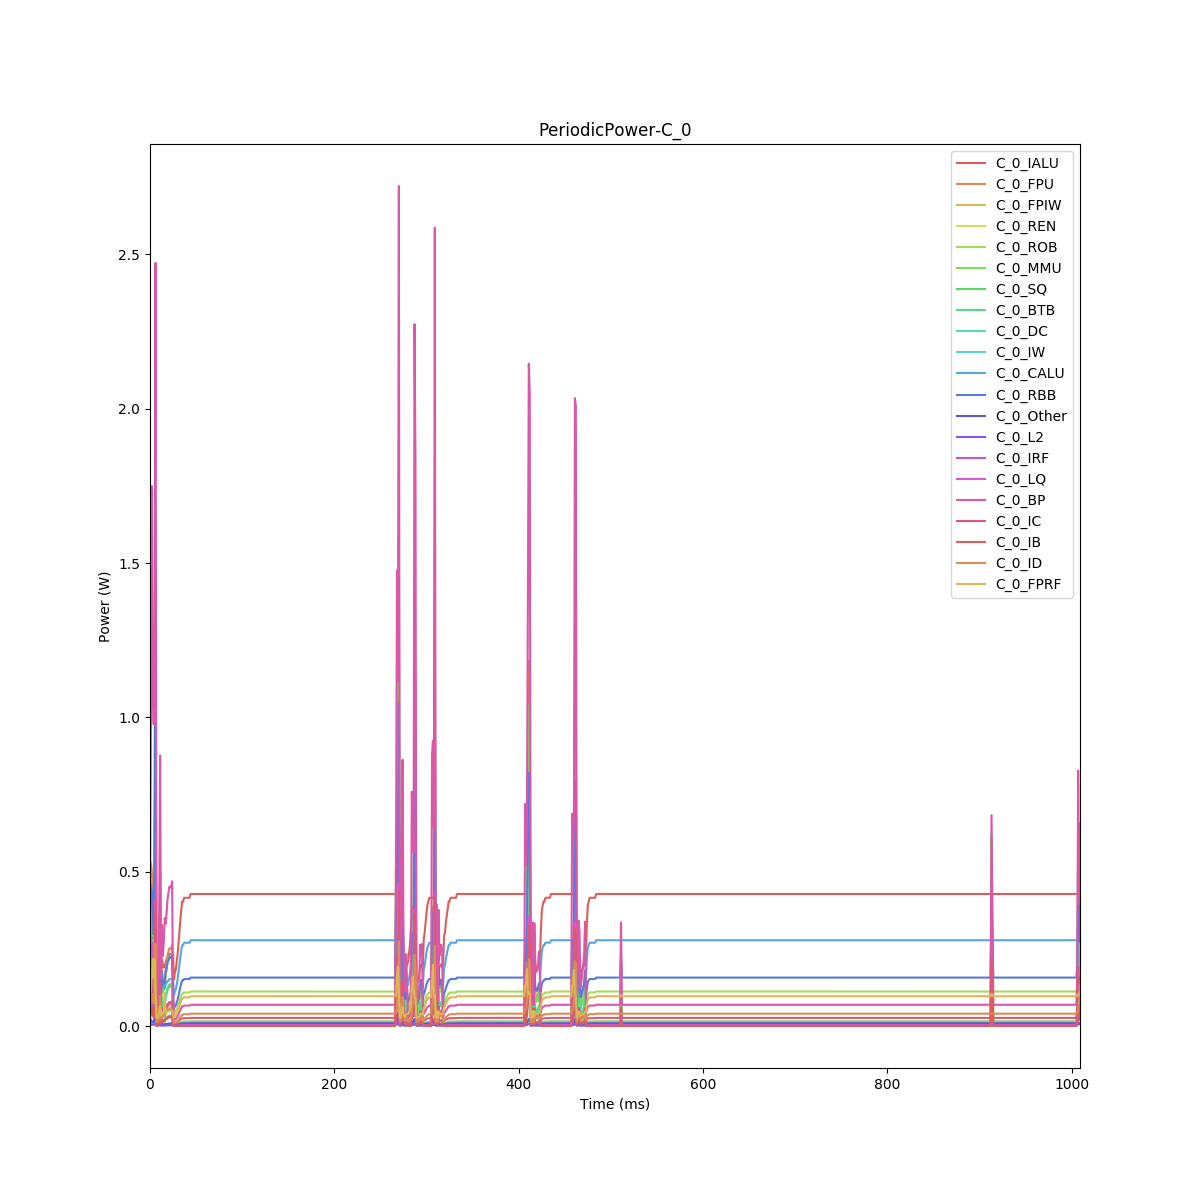 PeriodicPower-C_0
C_0_IALU
C_0_FPU
C_0_FPIW
C_0_REN
C_0_ROB
C_0_MMU
C_0_SQ
C_0_BTB
C_0_DC
C_0_IW
C_0_CALU
C_0_RBB
C_0_Other
C_0_L2
C_0_IRF
C_0_LQ
C_0_BP
C_0_IC
C_0_IB
C_0_ID
C_0_FPRF
Power (W)
2.5
2.0
1.5
1.0
0.5
0.0
0 200 400 600 800 1000
Time (ms)